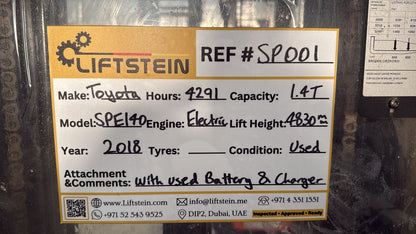 LIFTSTEIN
REF # SP001
Make: Toyota Hours: 4291 Capacity: 1.4T
Model: SPE140 Engine: Electric Lift Height: 4830mm
Year: 2018 Tyres: Condition: Used
Attachment
&Comments: With used Battery & Charger
www.Liftstein.com info@liftstein.me +971 4 351 1551
+971 52 543 9525 DIP2, Dubai, UAE Inspected • Approved • Ready